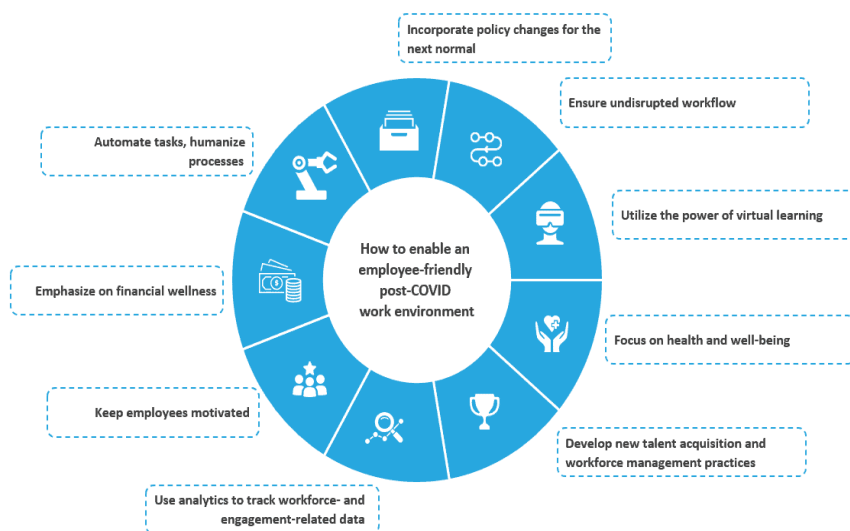 Incorporate policy changes for the
next normal
Ensure undisrupted workflow
Utilize the power of virtual learning
Focus on health and well-being
Develop new talent acquisition and
workforce management practices
Use analytics to track workforce- and
engagement-related data
Keep employees motivated
Emphasize on financial wellness
Automate tasks, humanize
processes
How to enable an
employee-friendly
post-COVID
work environment